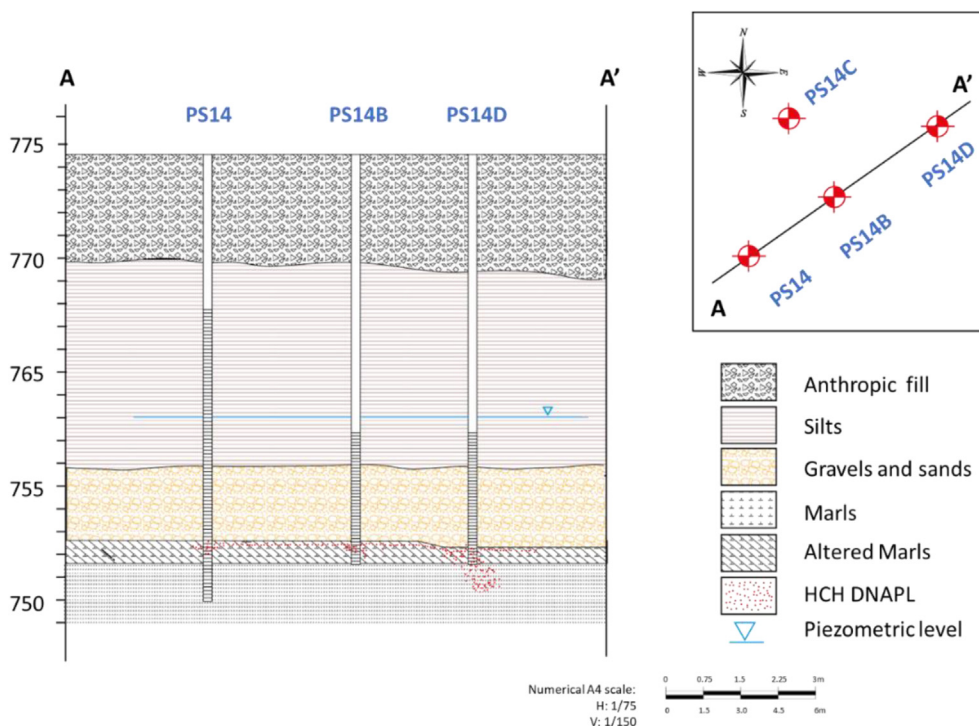 A
A'
PS14
PS14B
PS14D
775
770
765
760
755
750
N
W
E
S
PS14C
A'
PS14D
PS14B
PS14
A
Anthropic fill
Silts
Gravels and sands
Marls
Altered Marls
HCH DNAPL
Piezometric level
Numerical A4 scale:
H: 1/75
V: 1/150
0 0.75 1.5 2.25 3m
0 1.5 3.0 4.5 6m